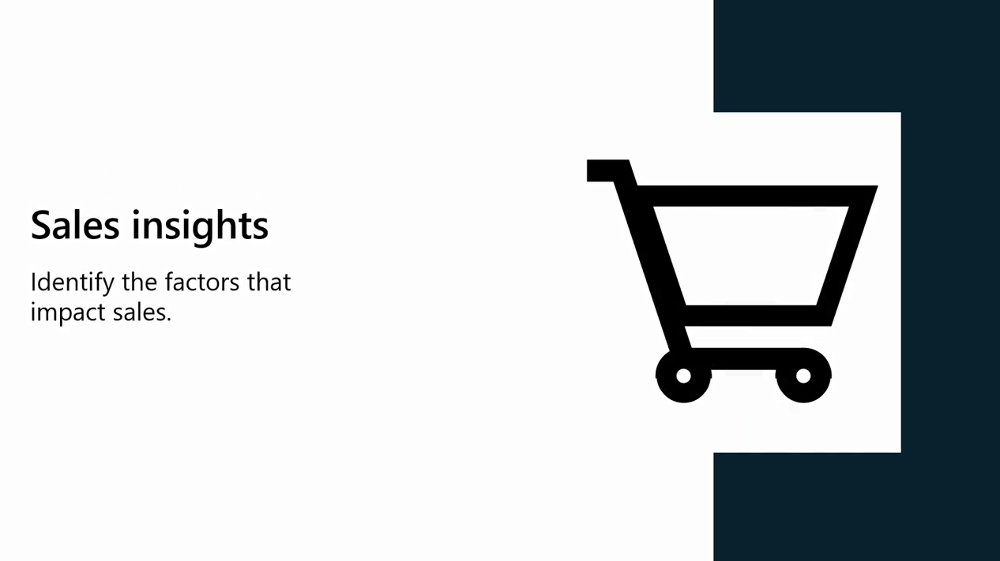 Sales insights
Identify the factors that
impact sales.